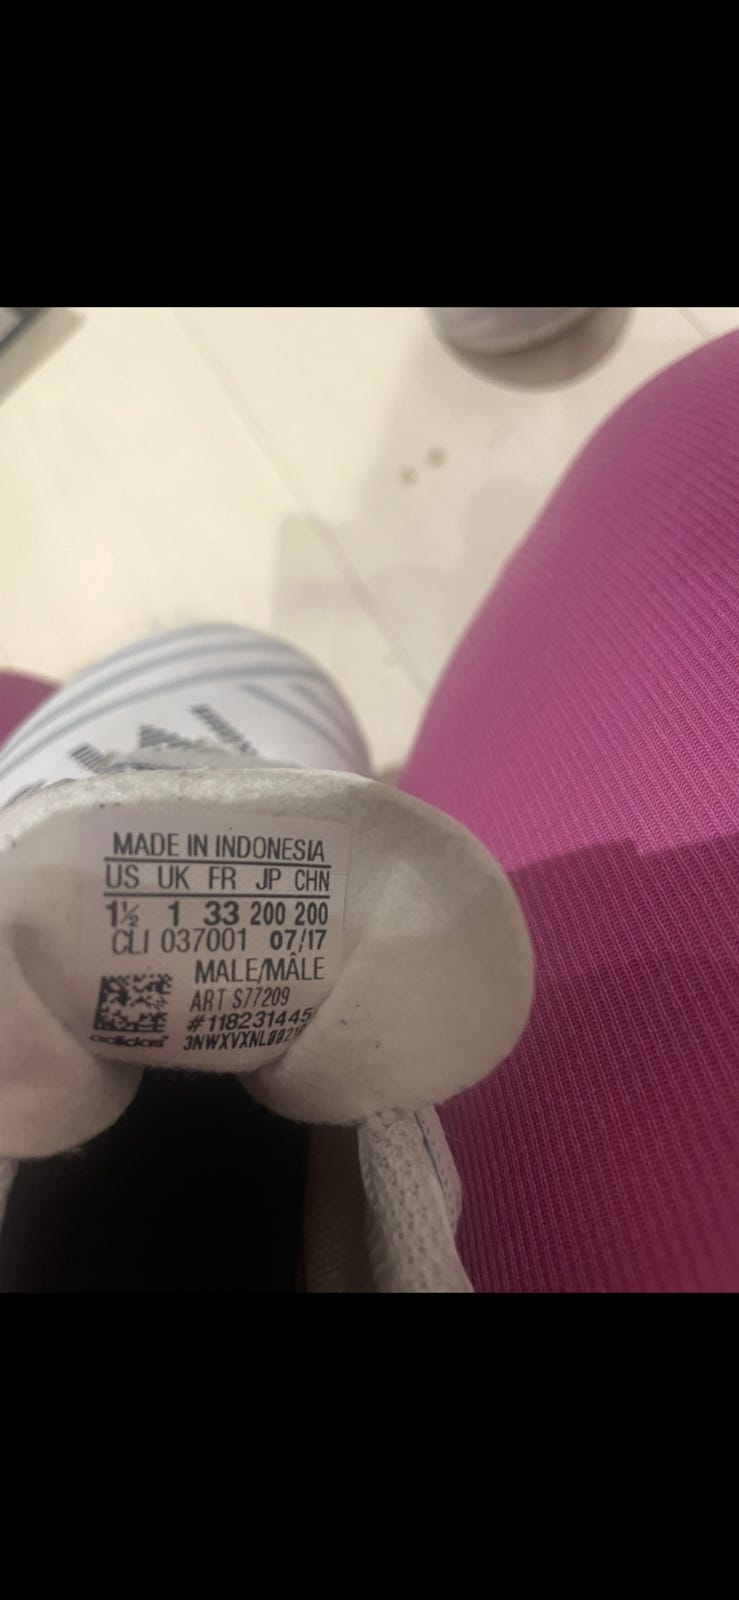 MADE IN INDONESIA
US UK FR JP CHN
1½ 1 33 200 200
CLI 037001 07/17
MALE/MÂLE
ART S77209
#118231445
adidas